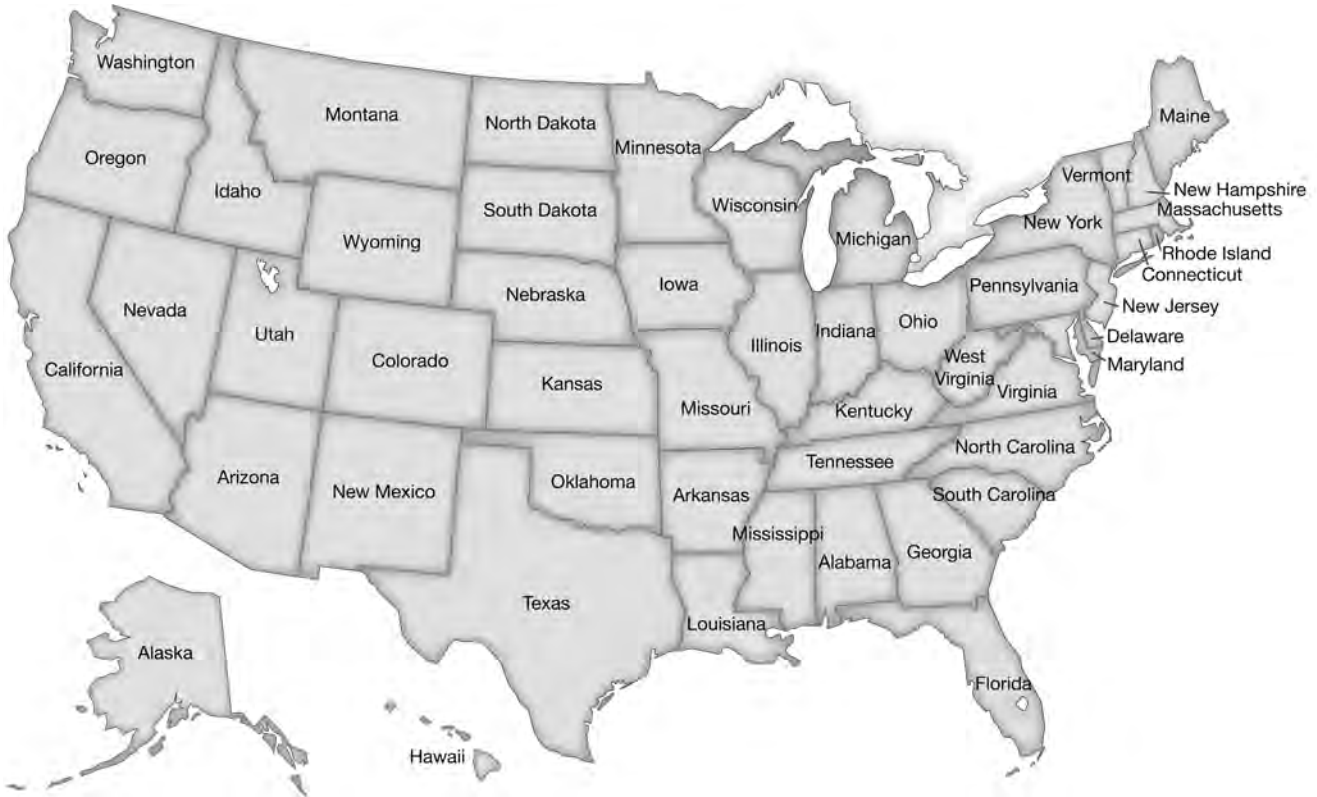 Washington
Montana
North Dakota
Minnesota
Maine
Oregon
Idaho
Wyoming
South Dakota
Wisconsin
Michigan
Vermont
New Hampshire
New York
Massachusetts
Rhode Island
Connecticut
Nevada
Utah
Nebraska
Iowa
Pennsylvania
New Jersey
California
Colorado
Kansas
Illinois
Indiana
Ohio
Delaware
Maryland
West
Virginia
Virginia
Missouri
Kentucky
Arizona
New Mexico
Oklahoma
Arkansas
Tennessee
North Carolina
South Carolina
Mississippi
Alabama
Georgia
Texas
Louisiana
Florida
Alaska
Hawaii